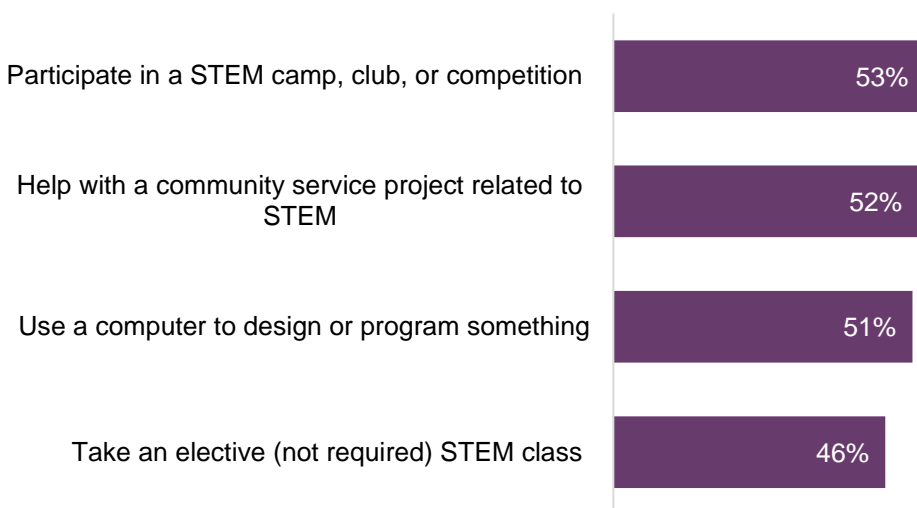 Participate in a STEM camp, club, or competition
53%
Help with a community service project related to
STEM
52%
Use a computer to design or program something
51%
Take an elective (not required) STEM class
46%